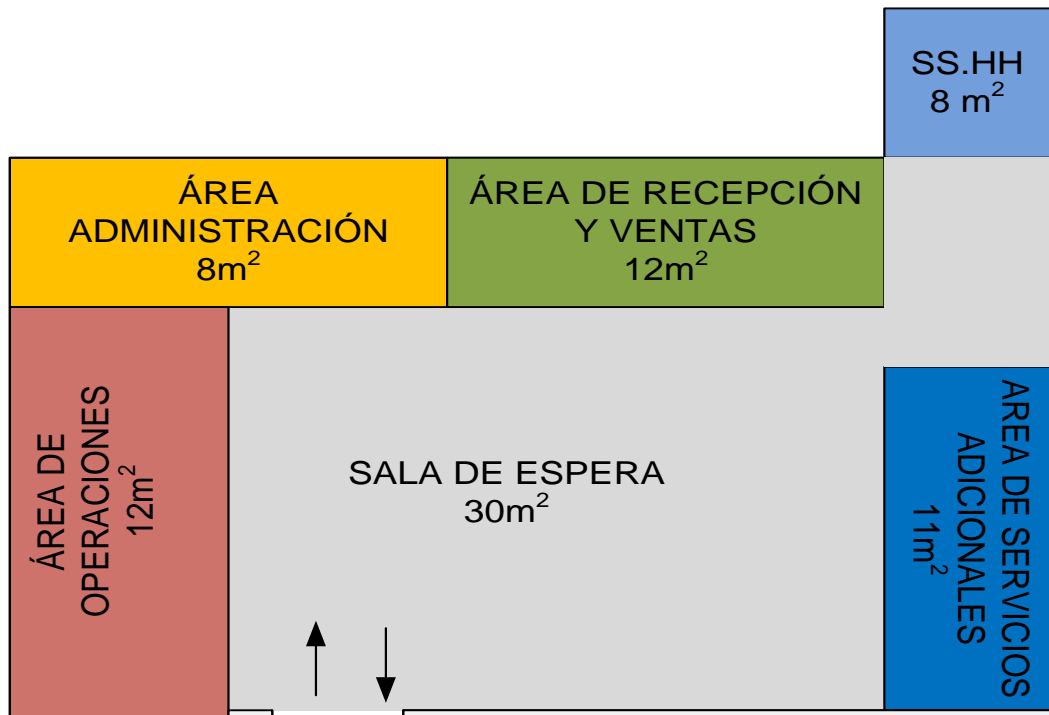 SS.HH
8 m²
ÁREA
ADMINISTRACIÓN
8m²
ÁREA DE RECEPCIÓN
Y VENTAS
12m²
ÁREA DE
OPERACIONES
12m²
SALA DE ESPERA
30m²
AREA DE SERVICIOS
ADICIONALES
11m²